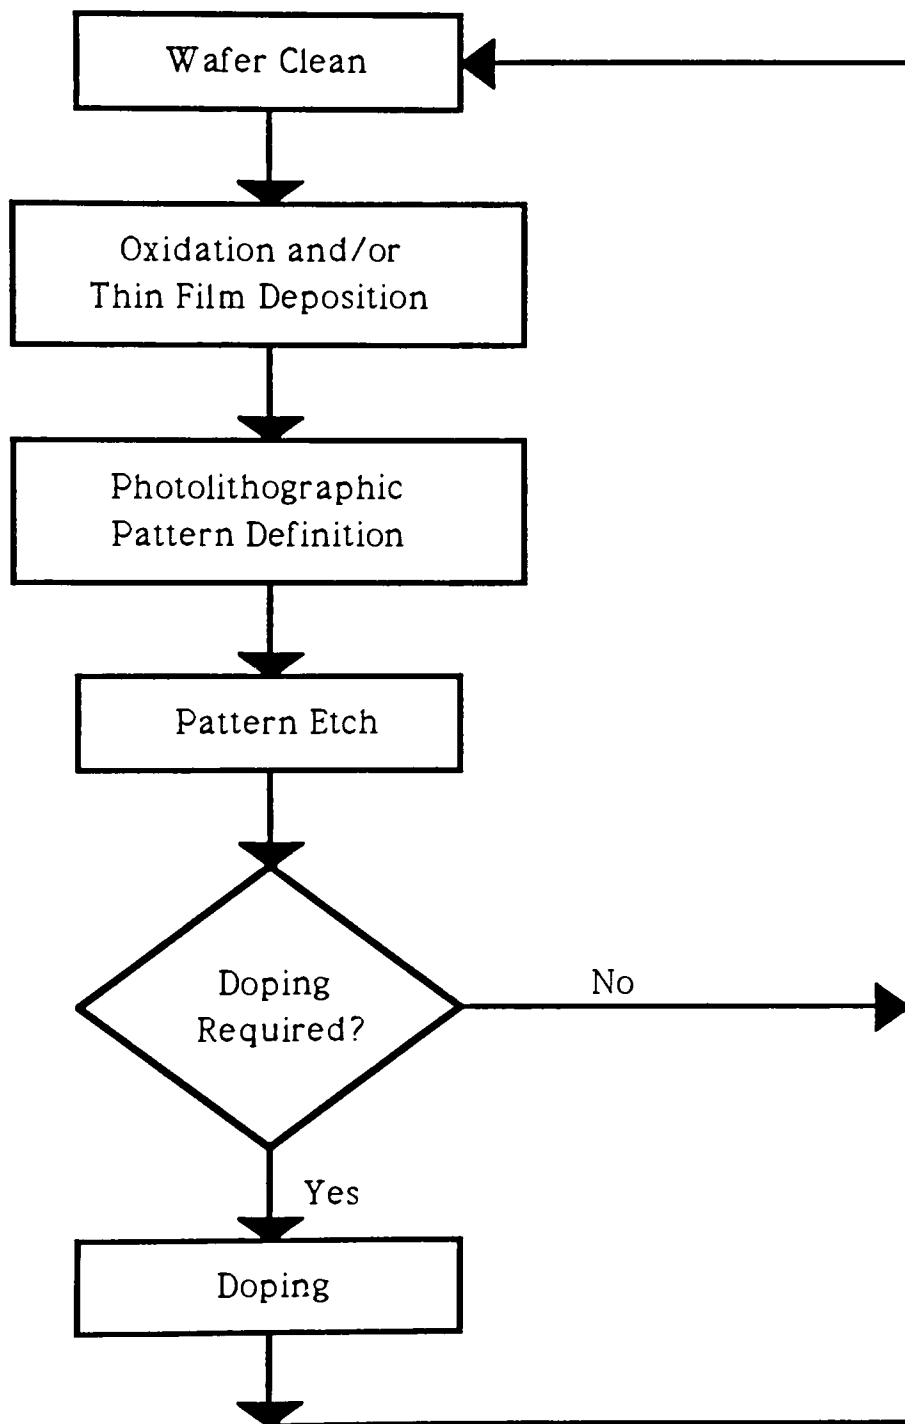 Wafer Clean
Oxidation and/or
Thin Film Deposition
Photolithographic
Pattern Definition
Pattern Etch
Doping
Required?
No
Yes
Doping